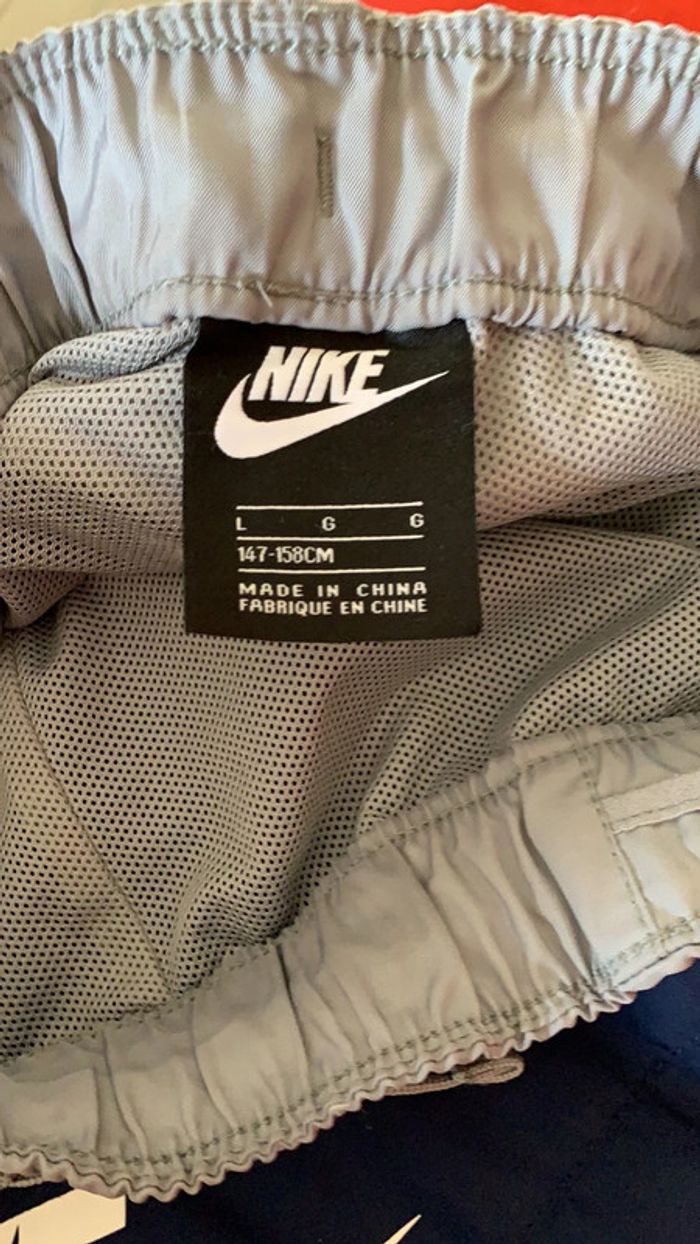 NIKE
L G G
147-158CM
MADE IN CHINA
FABRIQUE EN CHINE